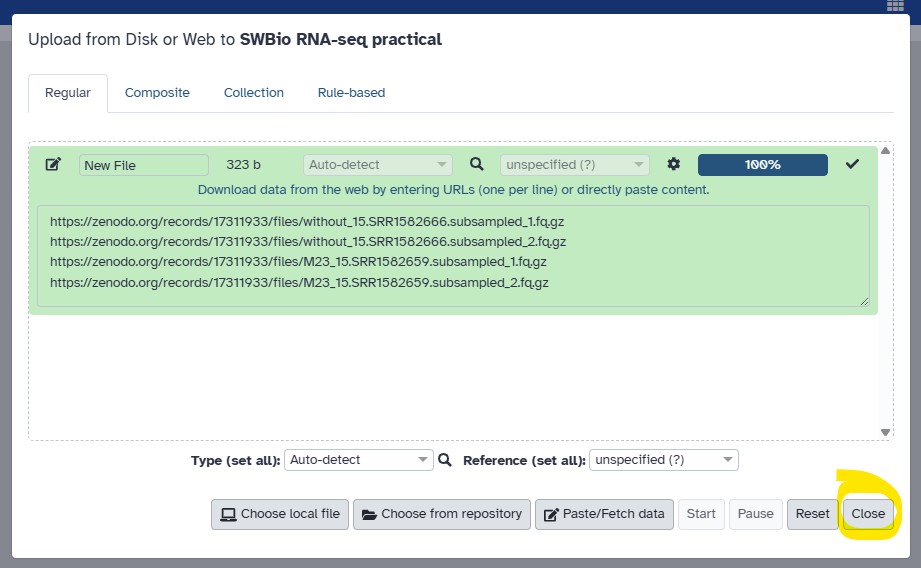 Upload from Disk or Web to SWBio RNA-seq practical
Regular Composite Collection Rule-based
New File 323 b Auto-detect unspecified (?) 100%
Download data from the web by entering URLs (one per line) or directly paste content.
https://zenodo.org/records/17311933/files/without_15.SRR1582666.subsampled_1.fq.gz
https://zenodo.org/records/17311933/files/without_15.SRR1582666.subsampled_2.fq.gz
https://zenodo.org/records/17311933/files/M23_15.SRR1582659.subsampled_1.fq.gz
https://zenodo.org/records/17311933/files/M23_15.SRR1582659.subsampled_2.fq.gz
Type (set all): Auto-detect Reference (set all): unspecified (?)
Choose local file Choose from repository Paste/Fetch data Start Pause Reset Close